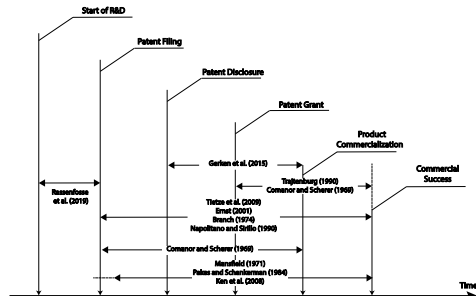 Start of R&D
Patent Filing
Patent Disclosure
Patent Grant
Product
Commercialization
Commercial
Success
Gerken et al. (2015)
Rassenfosse
et al. (2019)
Trajtenburg (1990)
Comanor and Scherer (1969)
Tietze et al. (2009)
Ernst (2001)
Branch (1974)
Napolitano and Sirilio (1990)
Comanor and Scherer (1969)
Mansfield (1971)
Pakes and Schankerman (1984)
Ken et al. (2008)
Time